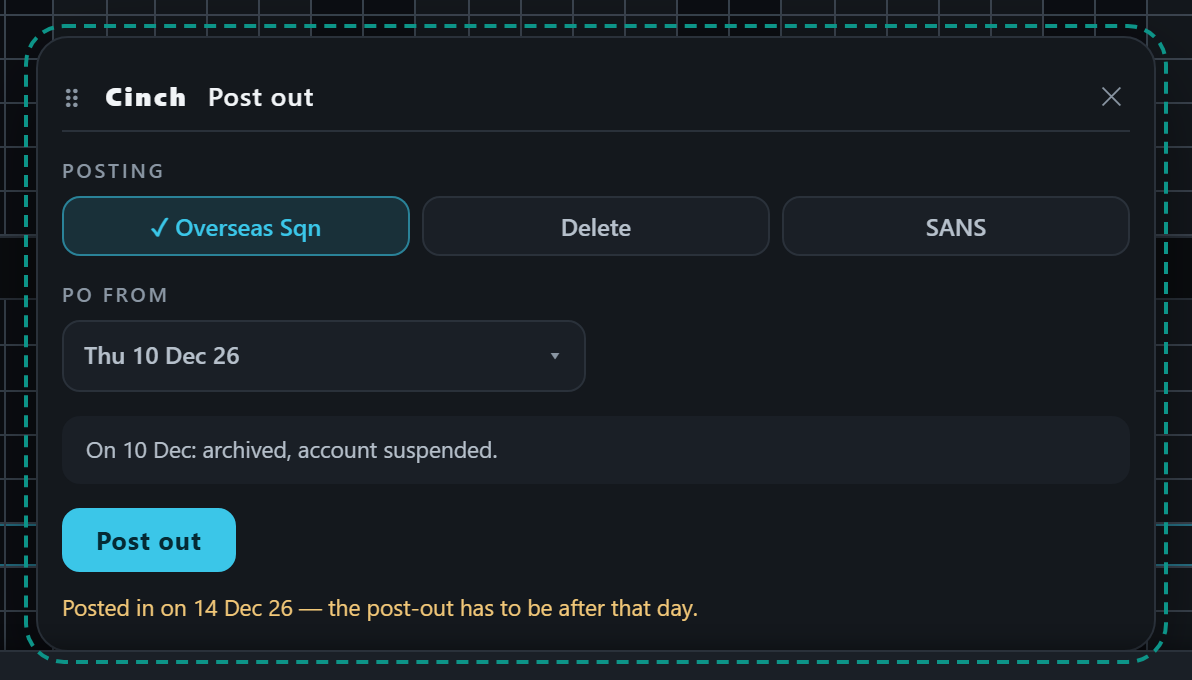 Cinch Post out
POSTING
✓ Overseas Sqn
Delete
SANS
PO FROM
Thu 10 Dec 26
On 10 Dec: archived, account suspended.
Post out
Posted in on 14 Dec 26 — the post-out has to be after that day.